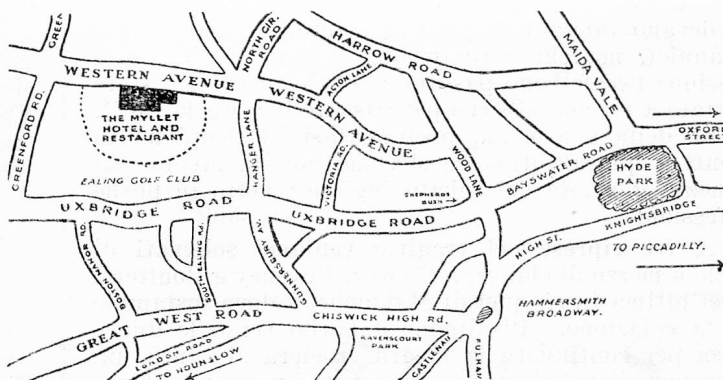 GREEN
NORTH CIR.
ROAD
HARROW ROAD
MAIDA VALE
WESTERN AVENUE
ACTON LANE
WESTERN AVENUE
OXFORD
STREET
GREENFORD RD.
THE MYLLET
HOTEL AND
RESTAURANT
HANGER LANE
VICTORIA RD.
WOOD LANE
BAYSWATER ROAD
HYDE
PARK
EALING GOLF CLUB
SHEPHERDS
BUSH
UXBRIDGE ROAD
UXBRIDGE ROAD
KNIGHTSBRIDGE
HIGH ST.
TO PICCADILLY.
BOSTON MANOR RD.
SOUTH EALING RD.
GUNNERSBURY AV.
GREAT WEST ROAD
CHISWICK HIGH RD.
HAMMERSMITH
BROADWAY.
LONDON ROAD
TO HOUNSLOW
RAVENSCOURT
PARK
CASTLENAU
FULHAM